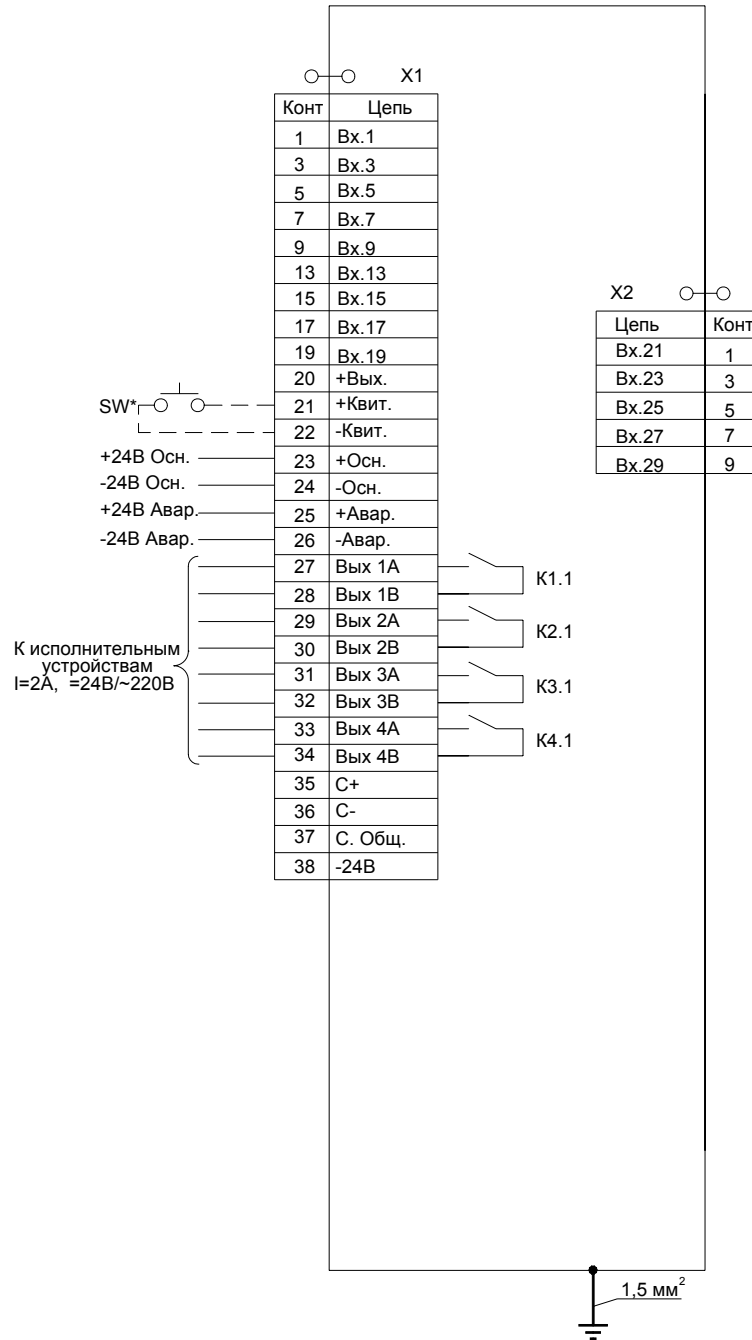 X1
Конт Цепь
1 Вх.1
3 Вх.3
5 Вх.5
7 Вх.7
9 Вх.9
13 Вх.13
15 Вх.15
17 Вх.17
19 Вх.19
20 +Вых.
SW* 21 +Квит.
22 -Квит.
+24В Осн. 23 +Осн.
-24В Осн. 24 -Осн.
+24В Авар. 25 +Авар.
-24В Авар. 26 -Авар.
27 Вых 1А
28 Вых 1В
К1.1
29 Вых 2А
30 Вых 2В
К2.1
31 Вых 3А
32 Вых 3В
К3.1
33 Вых 4А
34 Вых 4В
К4.1
К исполнительным
устройствам
I=2А, =24В/~220В
35 С+
36 С-
37 С. Общ.
38 -24В
X2
Цепь Конт
Вх.21 1
Вх.23 3
Вх.25 5
Вх.27 7
Вх.29 9
1,5 мм²